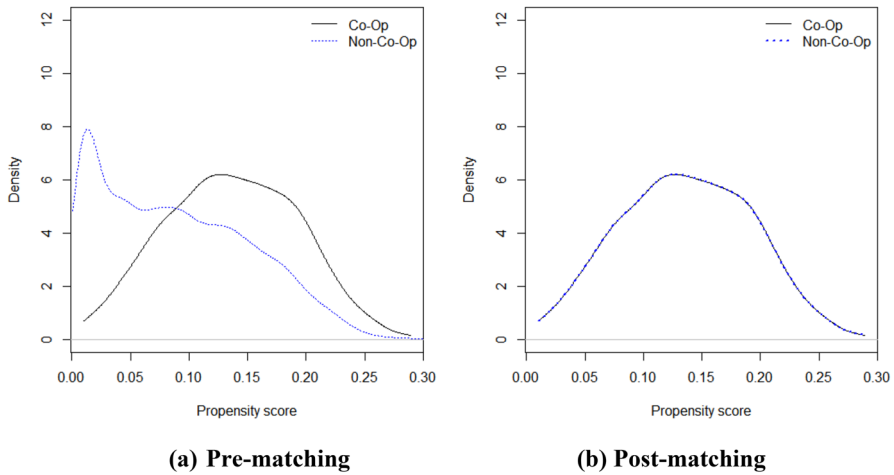 Co-Op
Non-Co-Op
12
10
8
6
4
2
0
Density
0.00 0.05 0.10 0.15 0.20 0.25 0.30
Propensity score
(a) Pre-matching
Co-Op
Non-Co-Op
12
10
8
6
4
2
0
Density
0.00 0.05 0.10 0.15 0.20 0.25 0.30
Propensity score
(b) Post-matching